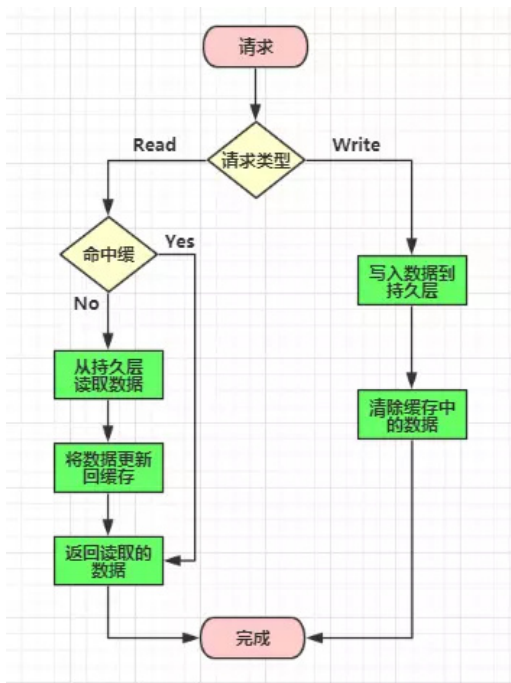 请求
Read
请求类型
Write
命中缓
Yes
No
写入数据到
持久层
从持久层
读取数据
清除缓存中
的数据
将数据更新
回缓存
返回读取的
数据
完成